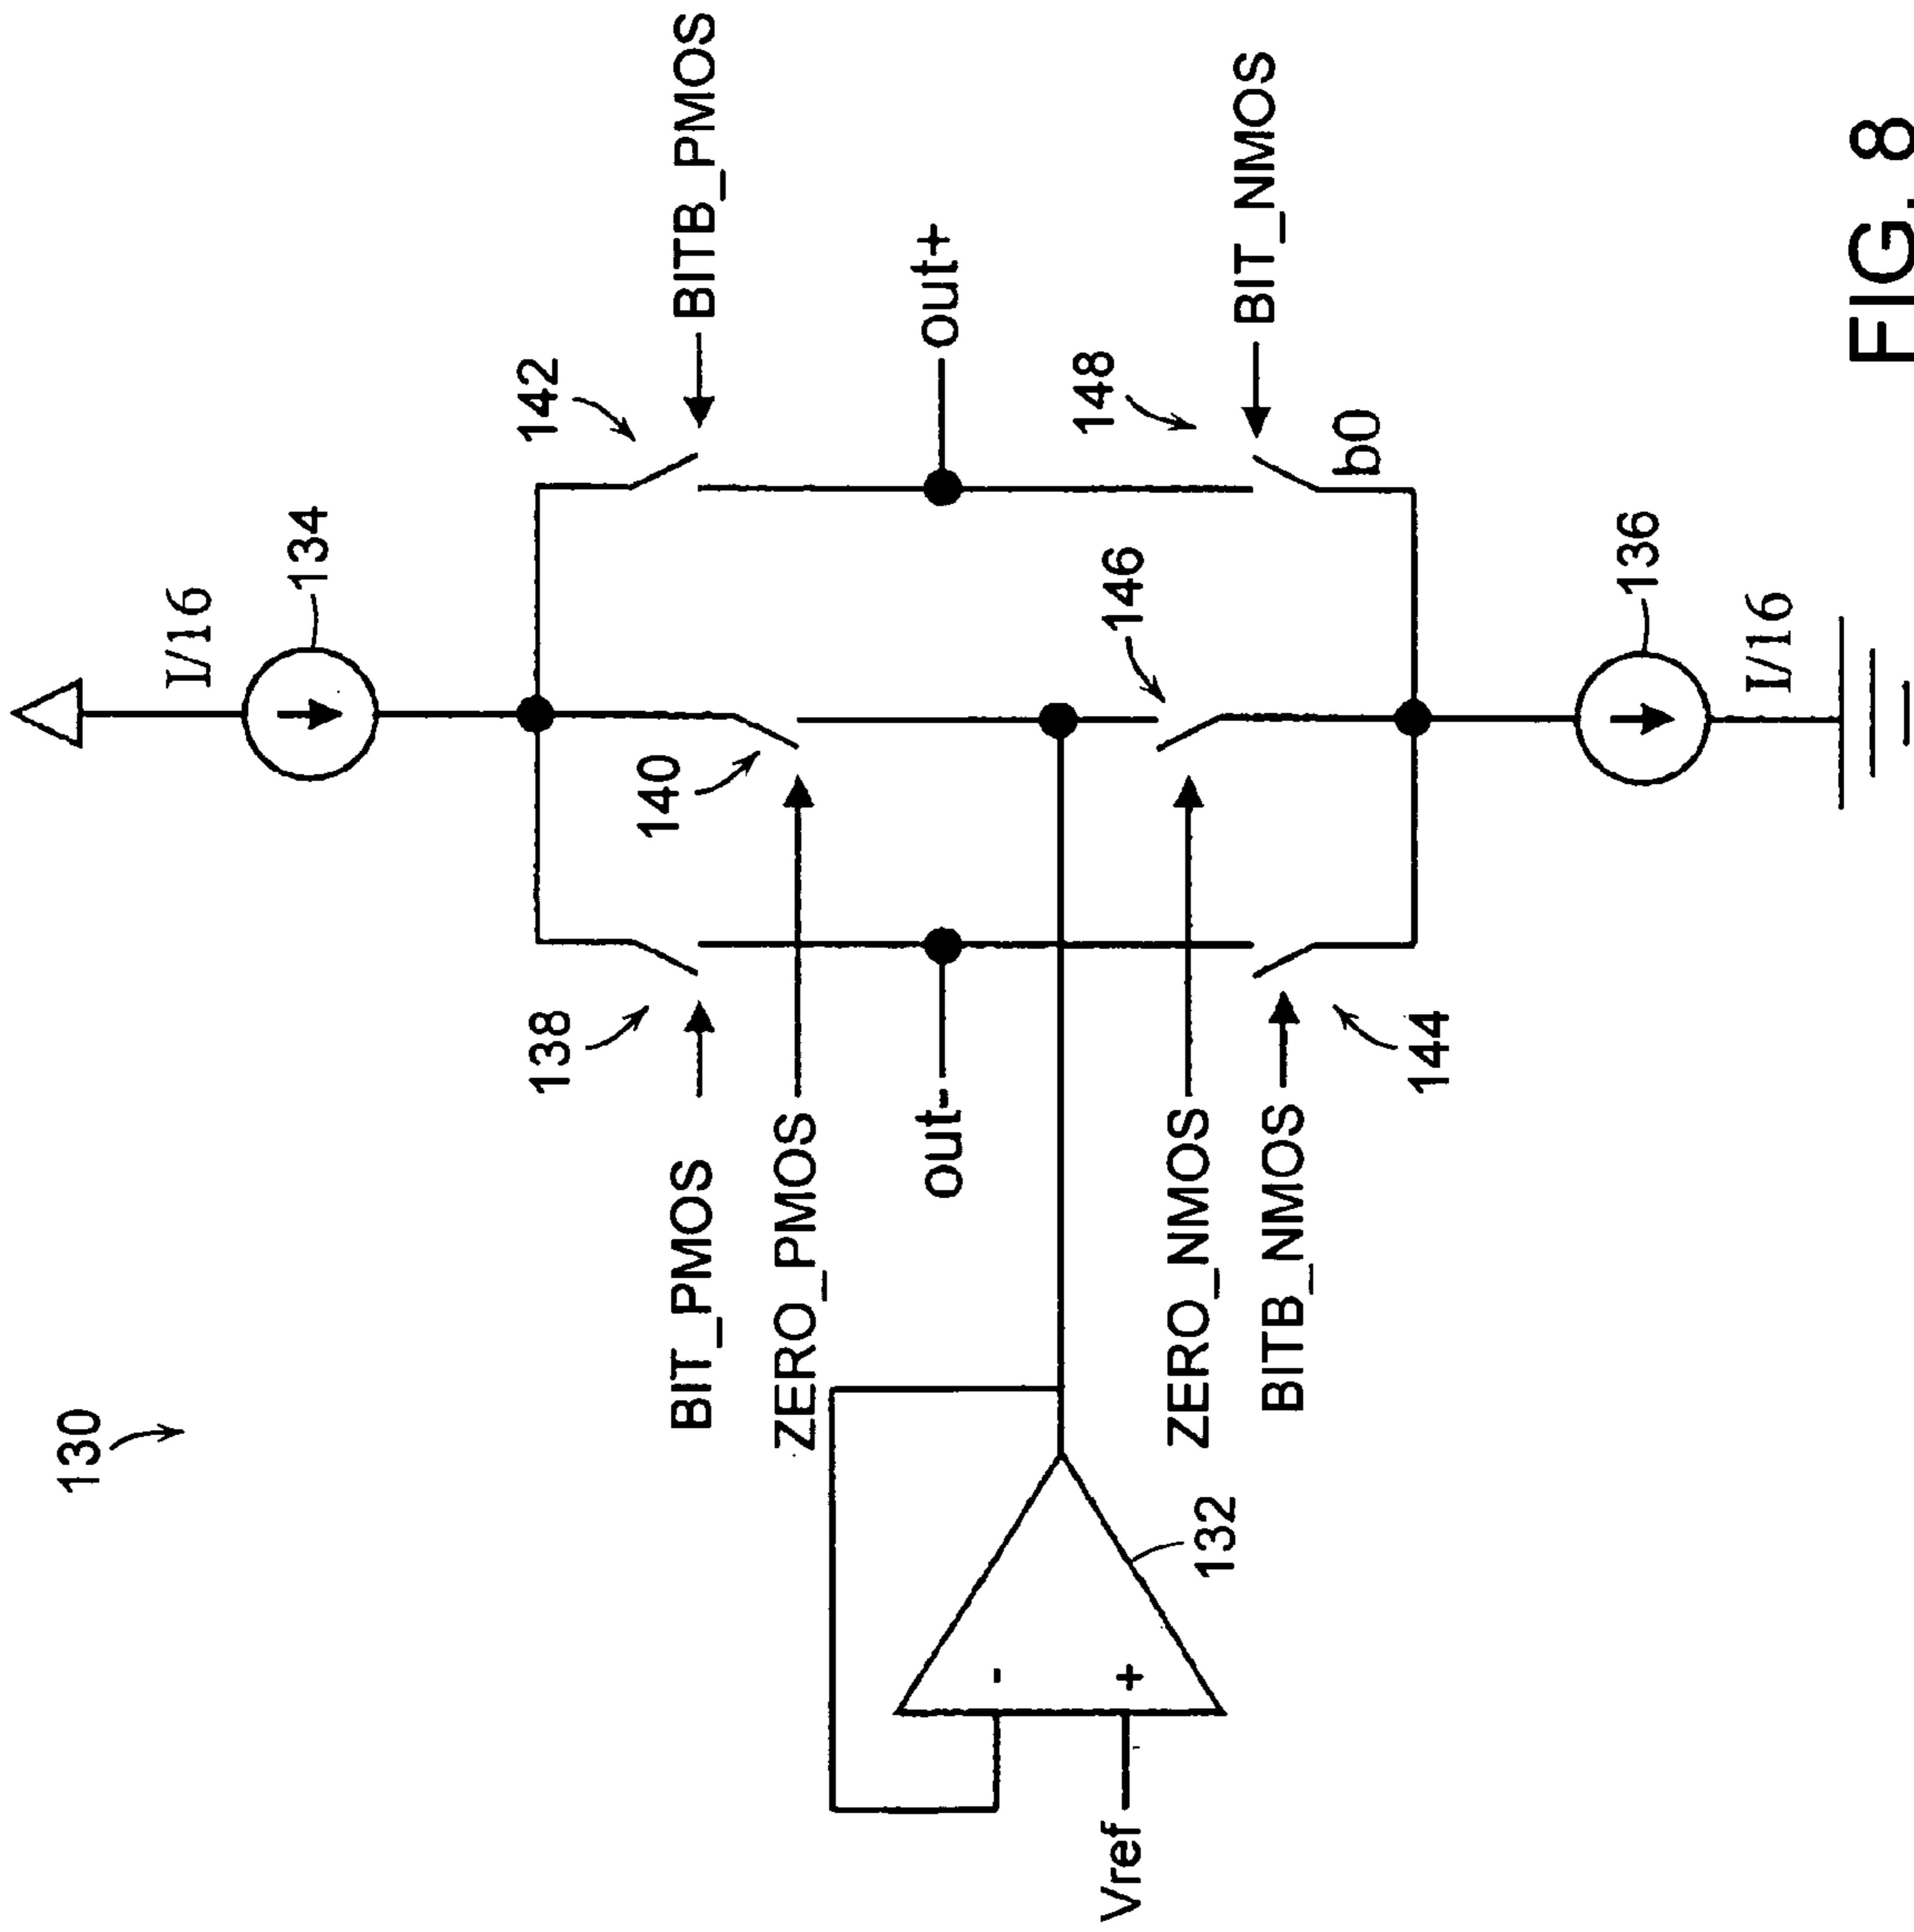 130
I/16
134
142
BITB_PMOS
138
140
BIT_PMOS
ZERO_PMOS
out-
out+
146
148
ZERO_NMOS
BITB_NMOS
BIT_NMOS
b0
144
-
+
Vref
132
136
I/16
FIG. 8